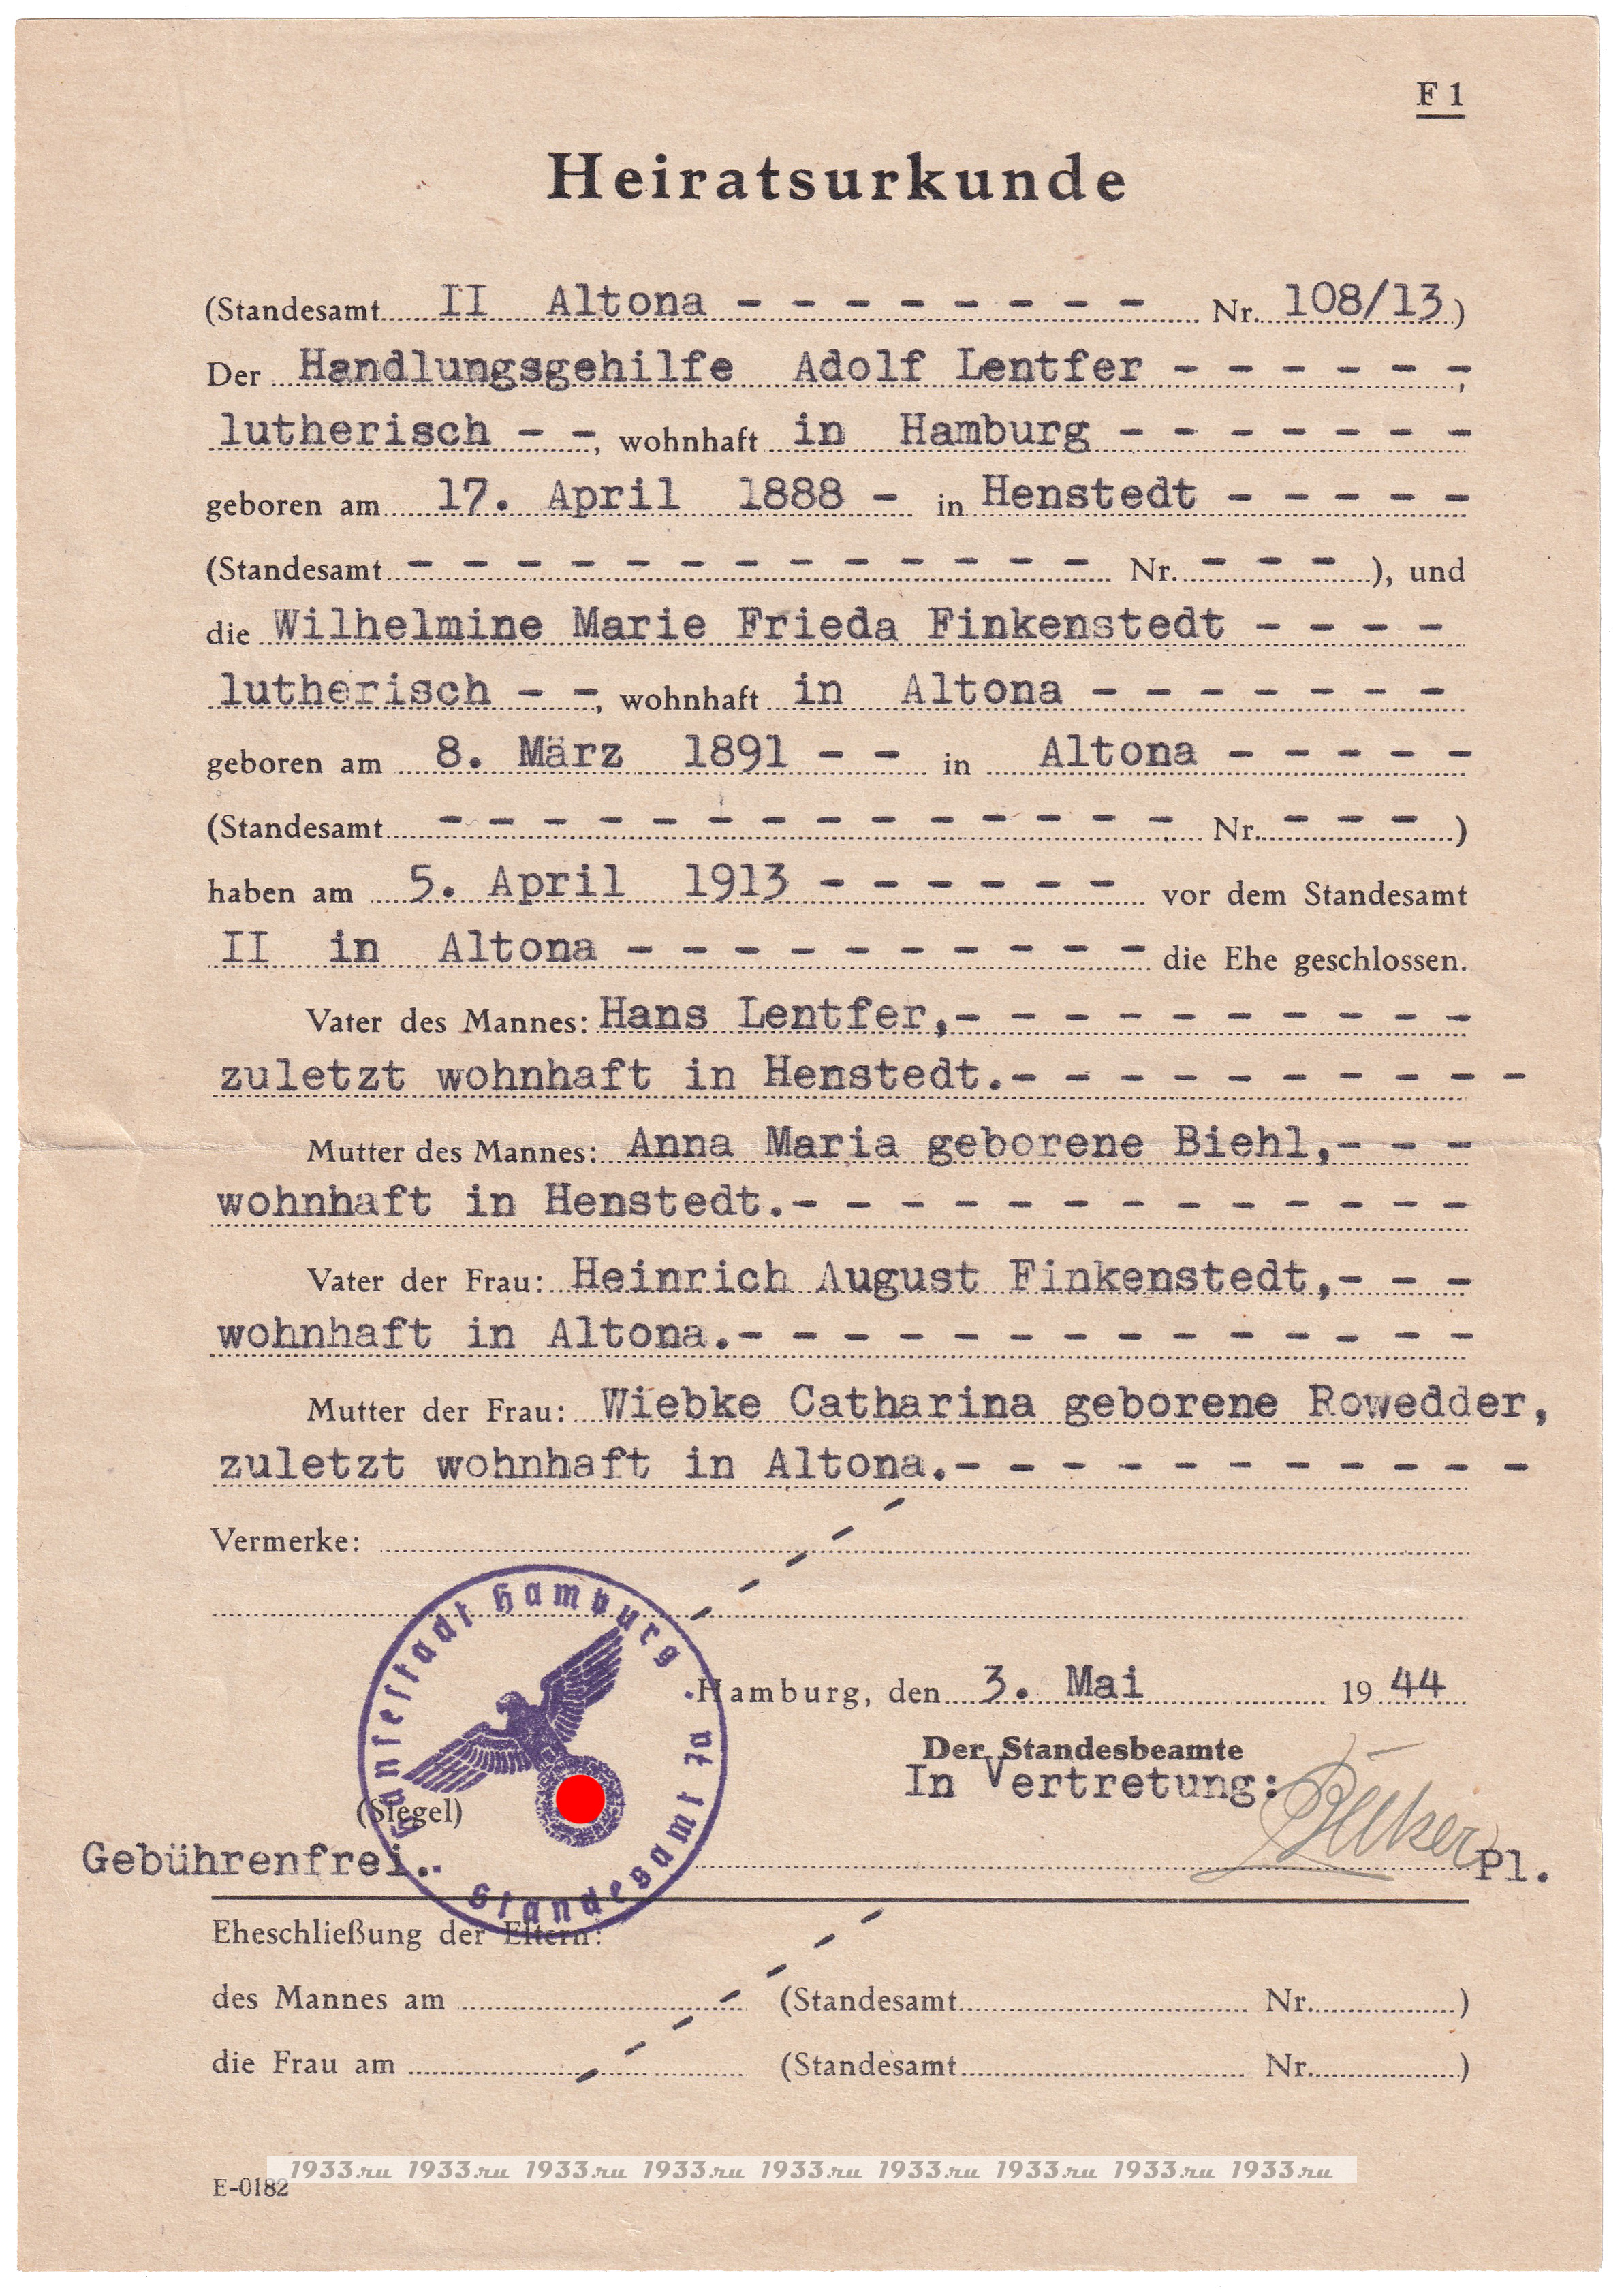 F 1
Heiratsurkunde
(Standesamt II Altona - - - - - - - - Nr. 108/13)
Der Handlungsgehilfe Adolf Lentfer - - - - - -,
lutherisch - -, wohnhaft in Hamburg - - - - - - -
geboren am 17. April 1888 - in Henstedt - - - - -
(Standesamt - - - - - - - - - - - - - Nr. - - - ), und
die Wilhelmine Marie Frieda Finkenstedt - - - -
lutherisch - -, wohnhaft in Altona - - - - - - -
geboren am 8. März 1891 - - in Altona - - - - -
(Standesamt - - - - - - - - - - - - - - Nr. - - - )
haben am 5. April 1913 - - - - - - vor dem Standesamt
II in Altona - - - - - - - - - - die Ehe geschlossen.
Vater des Mannes: Hans Lentfer,- - - - - - - - - -
zuletzt wohnhaft in Henstedt.- - - - - - - - - -
Mutter des Mannes: Anna Maria geborene Biehl,- - -
wohnhaft in Henstedt.- - - - - - - - - - - - -
Vater der Frau: Heinrich August Finkenstedt,- - -
wohnhaft in Altona.- - - - - - - - - - - - - -
Mutter der Frau: Wiebke Catharina geborene Rowedder,
zuletzt wohnhaft in Altona.- - - - - - - - - - -
Vermerke:
Hansestadt Hamburg
Standesamt 7a
Hamburg, den 3. Mai 1944
Der Standesbeamte
In Vertretung:
(Siegel)
Gebührenfrei.
Pl.
Eheschließung der Eltern:
des Mannes am (Standesamt Nr. )
die Frau am (Standesamt Nr. )
1933.ru 1933.ru 1933.ru 1933.ru 1933.ru 1933.ru 1933.ru 1933.ru 1933.ru
E-0182